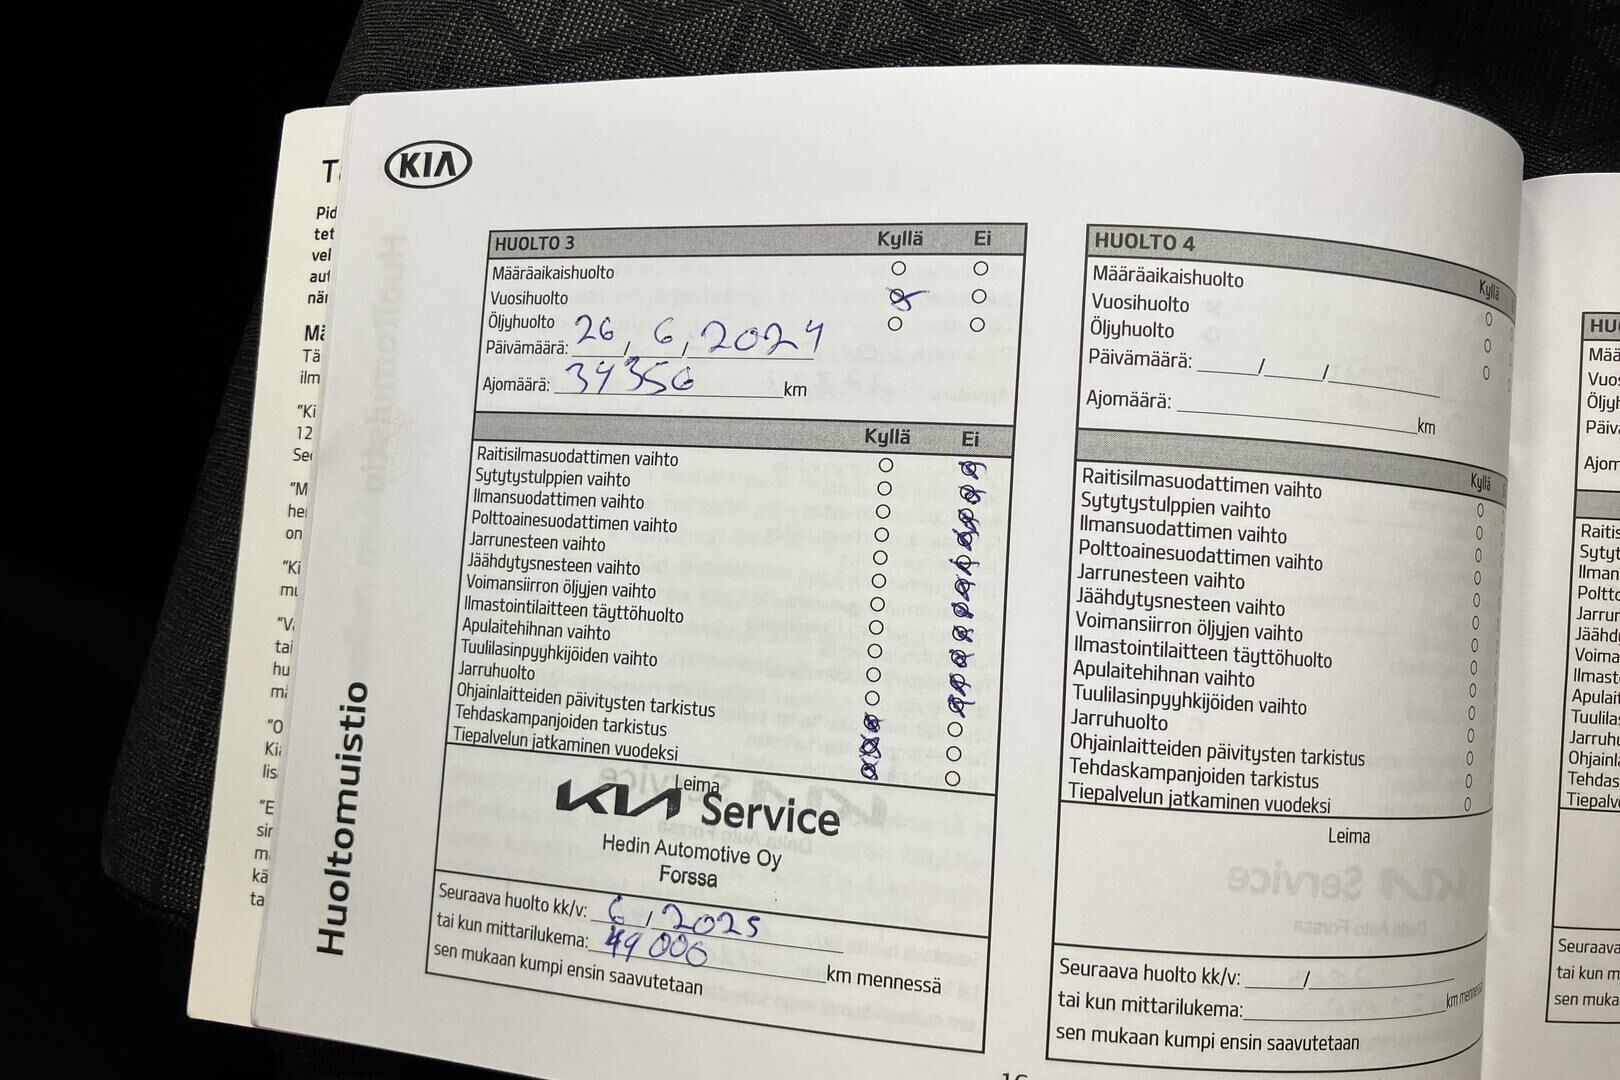 KIA
Huoltomuistio
HUOLTO 3 Kyllä Ei
Määräaikaishuolto
Vuosihuolto
Öljyhuolto
Päivämäärä: 26 / 6 / 2024
Ajomäärä: 34356 km
Kyllä Ei
Raitisilmasuodattimen vaihto
Sytytystulppien vaihto
Ilmansuodattimen vaihto
Polttoainesuodattimen vaihto
Jarrunesteen vaihto
Jäähdytysnesteen vaihto
Voimansiirron öljyjen vaihto
Ilmastointilaitteen täyttöhuolto
Apulaitehihnan vaihto
Tuulilasinpyyhkijöiden vaihto
Jarruhuolto
Ohjainlaitteiden päivitysten tarkistus
Tehdaskampanjoiden tarkistus
Tiepalvelun jatkaminen vuodeksi
Leima
KIA Service
Hedin Automotive Oy
Forssa
Seuraava huolto kk/v: 6 / 2025
tai kun mittarilukema: 49000 km mennessä
sen mukaan kumpi ensin saavutetaan
HUOLTO 4 Kyllä
Määräaikaishuolto
Vuosihuolto
Öljyhuolto
Päivämäärä: / /
Ajomäärä: km
Kyllä
Raitisilmasuodattimen vaihto
Sytytystulppien vaihto
Ilmansuodattimen vaihto
Polttoainesuodattimen vaihto
Jarrunesteen vaihto
Jäähdytysnesteen vaihto
Voimansiirron öljyjen vaihto
Ilmastointilaitteen täyttöhuolto
Apulaitehihnan vaihto
Tuulilasinpyyhkijöiden vaihto
Jarruhuolto
Ohjainlaitteiden päivitysten tarkistus
Tehdaskampanjoiden tarkistus
Tiepalvelun jatkaminen vuodeksi
Leima
Seuraava huolto kk/v: /
tai kun mittarilukema: km mennessä
sen mukaan kumpi ensin saavutetaan